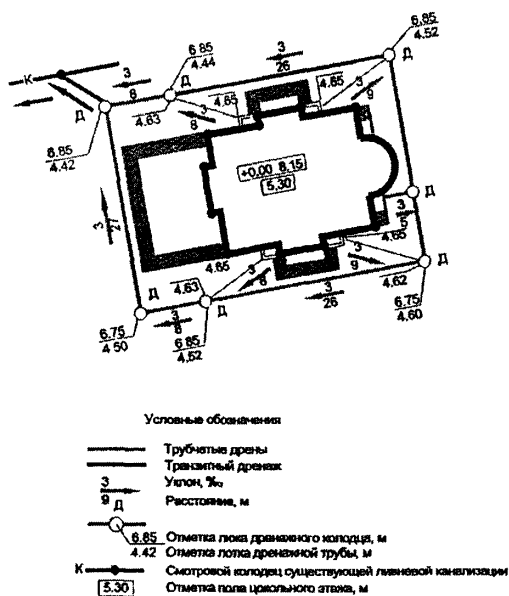 6.85
4.52
3
26
6.85
4.44
К
3
8
Д
Д
4.65
4.65
Д
4.63
3
8
3
9
6.85
4.42
+0.00 8.15
5.30
3
27
3
5
Д
4.65
4.65
3
9
Д
4.63
3
8
4.62
Д
3
26
Д
6.75
4.50
3
8
6.85
4.52
6.75
4.60
Условные обозначения
Трубчатые дрены
Транзитный дренаж
3
9
Уклон, ‰
Расстояние, м
Д
6.85 Отметка люка дренажного колодца, м
4.42 Отметка лотка дренажной трубы, м
К Смотровой колодец существующей ливневой канализации
5.30 Отметка пола цокольного этажа, м